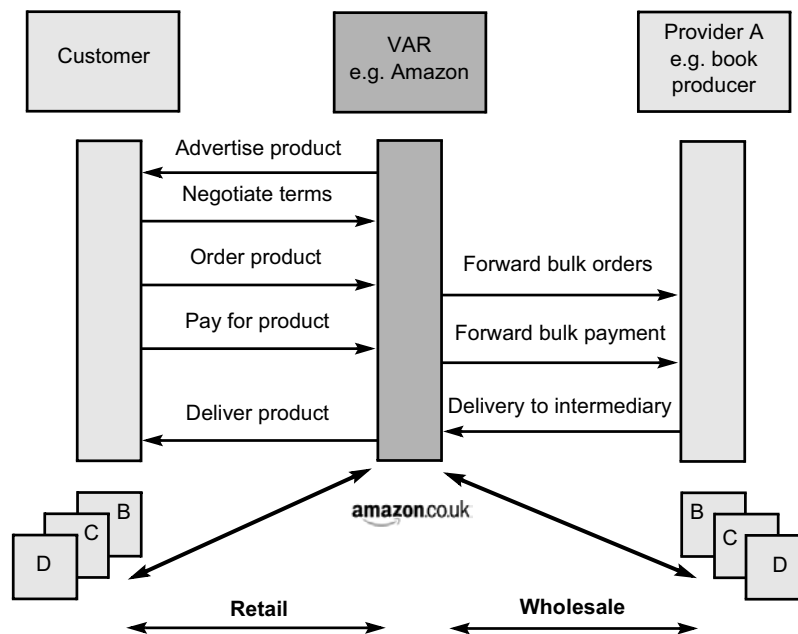 Customer
VAR
e.g. Amazon
Provider A
e.g. book
producer
Advertise product
Negotiate terms
Order product
Forward bulk orders
Pay for product
Forward bulk payment
Deliver product
Delivery to intermediary
B
C
D
amazon.co.uk
B
C
D
Retail
Wholesale